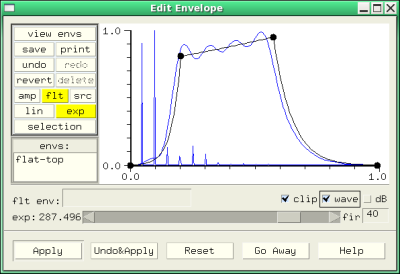 Edit Envelope
view envs
save print
undo redo
revert delete
amp flt src
lin exp
selection
envs:
flat-top
1.0
0.0
0.0 1.0
flt env: clip wave dB
exp: 287.496 fir 40
Apply Undo&Apply Reset Go Away Help